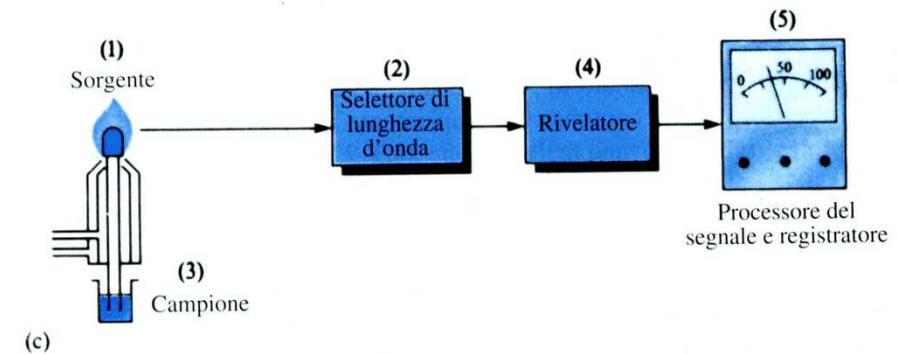 (1)
Sorgente
(2)
Selettore di
lunghezza
d'onda
(4)
Rivelatore
(5)
0 50 100
Processore del
segnale e registratore
(3)
Campione
(c)